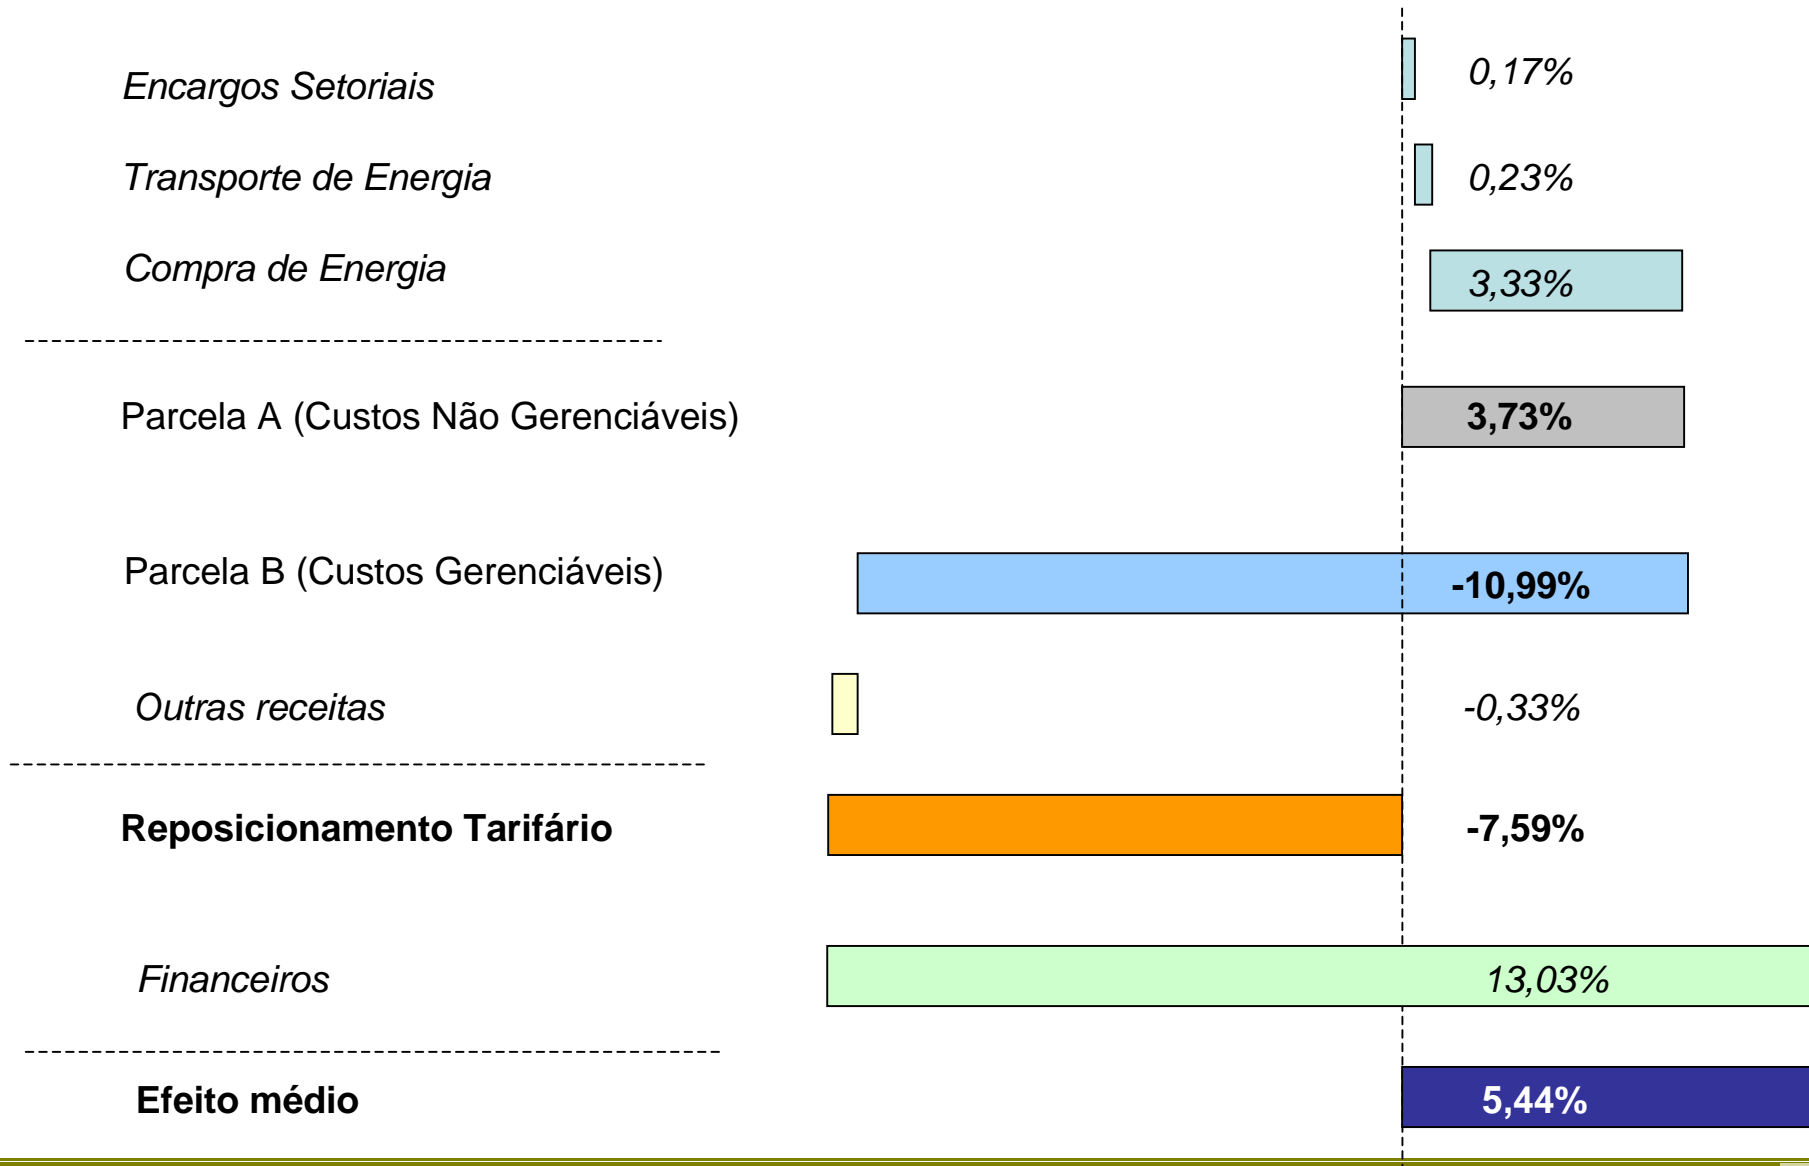 Encargos Setoriais 0,17%
Transporte de Energia 0,23%
Compra de Energia 3,33%
Parcela A (Custos Não Gerenciáveis) 3,73%
Parcela B (Custos Gerenciáveis) -10,99%
Outras receitas -0,33%
Reposicionamento Tarifário -7,59%
Financeiros 13,03%
Efeito médio 5,44%